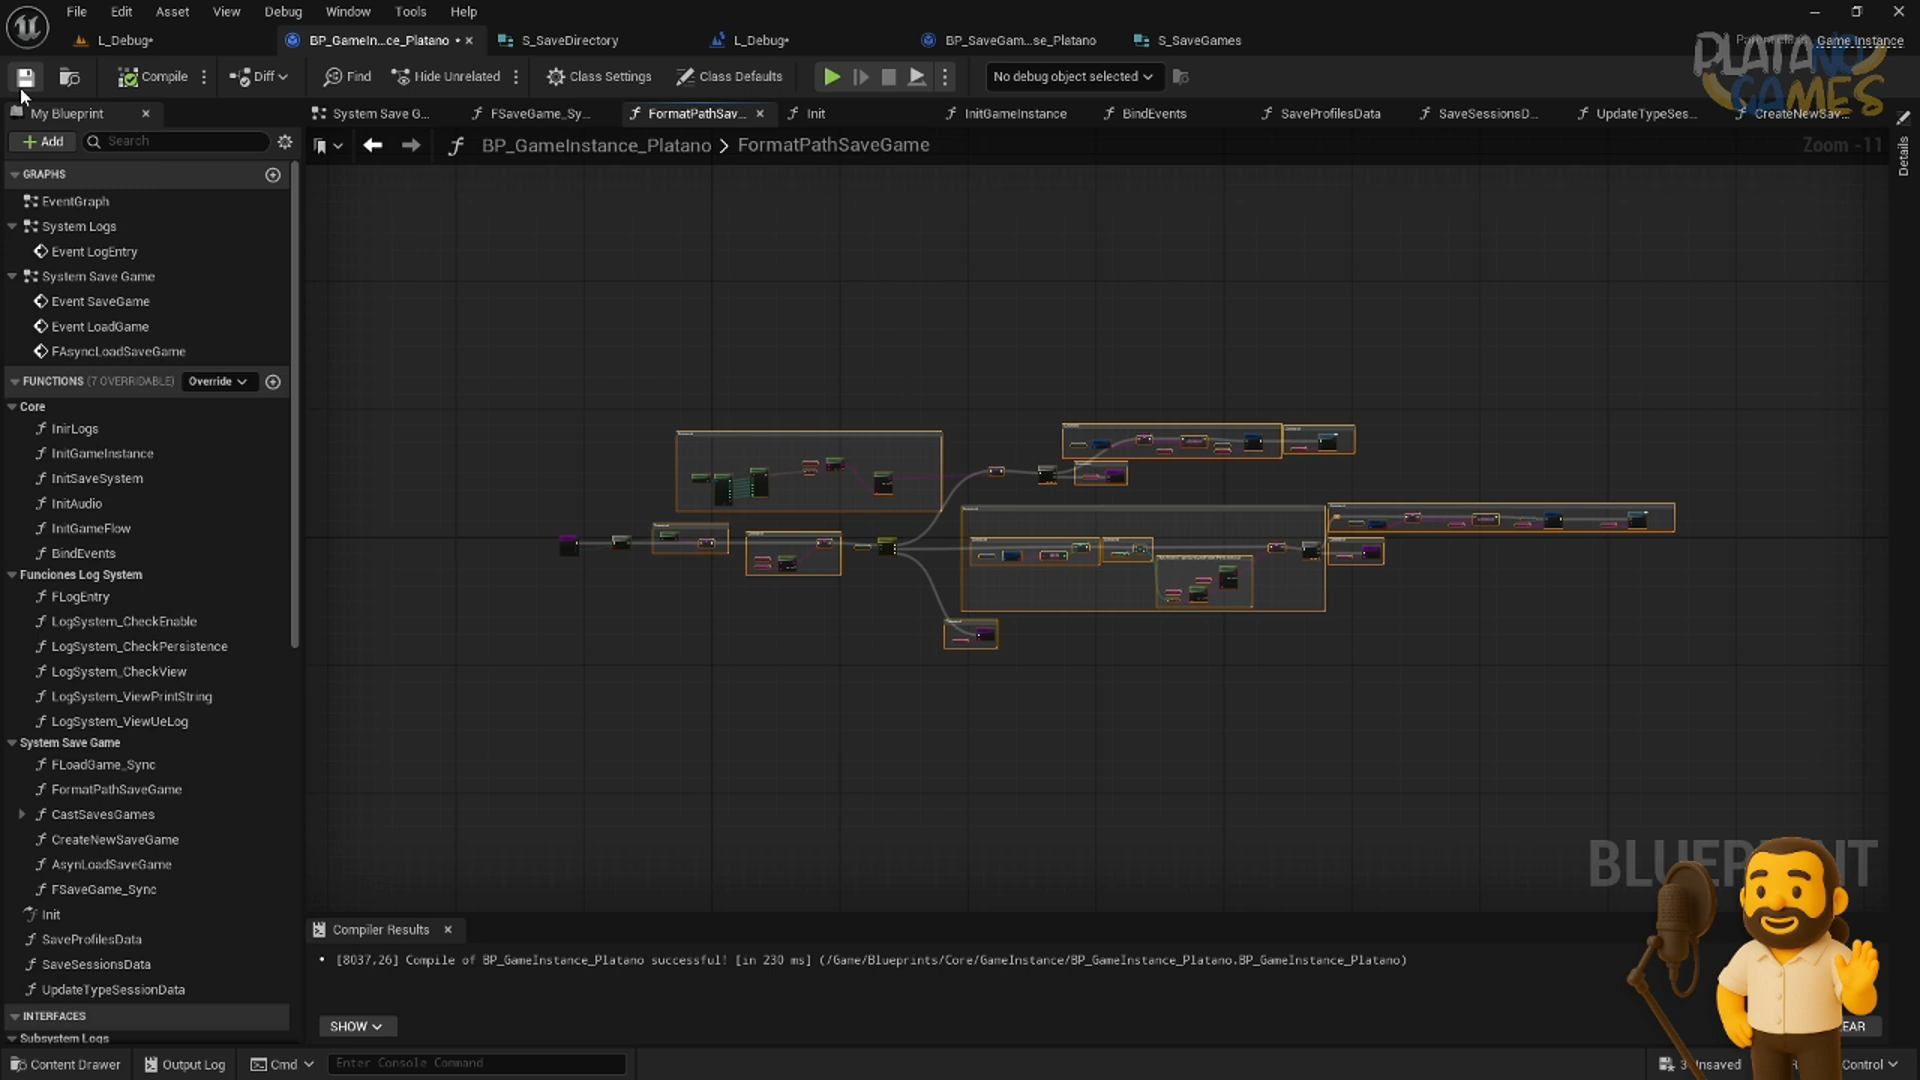 File Edit Asset View Debug Window Tools Help
L_Debug*
BP_GameIn...ce_Platano •
S_SaveDirectory
L_Debug*
BP_SaveGam...se_Platano
S_SaveGames
Game Instance
PLATANO GAMES
Compile
Diff
Find
Hide Unrelated
Class Settings
Class Defaults
No debug object selected
My Blueprint
System Save G...
FSaveGame_Sy...
FormatPathSav...
Init
InitGameInstance
BindEvents
SaveProfilesData
SaveSessionsD...
UpdateTypeSes...
CreateNewSav...
Details
Add
Search
BP_GameInstance_Platano > FormatPathSaveGame
Zoom -11
GRAPHS
EventGraph
System Logs
Event LogEntry
System Save Game
Event SaveGame
Event LoadGame
FAsyncLoadSaveGame
FUNCTIONS (7 OVERRIDABLE) Override
Core
InirLogs
InitGameInstance
InitSaveSystem
InitAudio
InitGameFlow
BindEvents
Funciones Log System
FLogEntry
LogSystem_CheckEnable
LogSystem_CheckPersistence
LogSystem_CheckView
LogSystem_ViewPrintString
LogSystem_ViewUeLog
System Save Game
FLoadGame_Sync
FormatPathSaveGame
CastSavesGames
CreateNewSaveGame
AsynLoadSaveGame
FSaveGame_Sync
Init
SaveProfilesData
SaveSessionsData
UpdateTypeSessionData
INTERFACES
Subsystem Logs
Compiler Results
[8037,26] Compile of BP_GameInstance_Platano successful! [in 230 ms] (/Game/Blueprints/Core/GameInstance/BP_GameInstance_Platano.BP_GameInstance_Platano)
SHOW
EAR
Content Drawer
Output Log
Cmd
Enter Console Command
3 Unsaved
Control